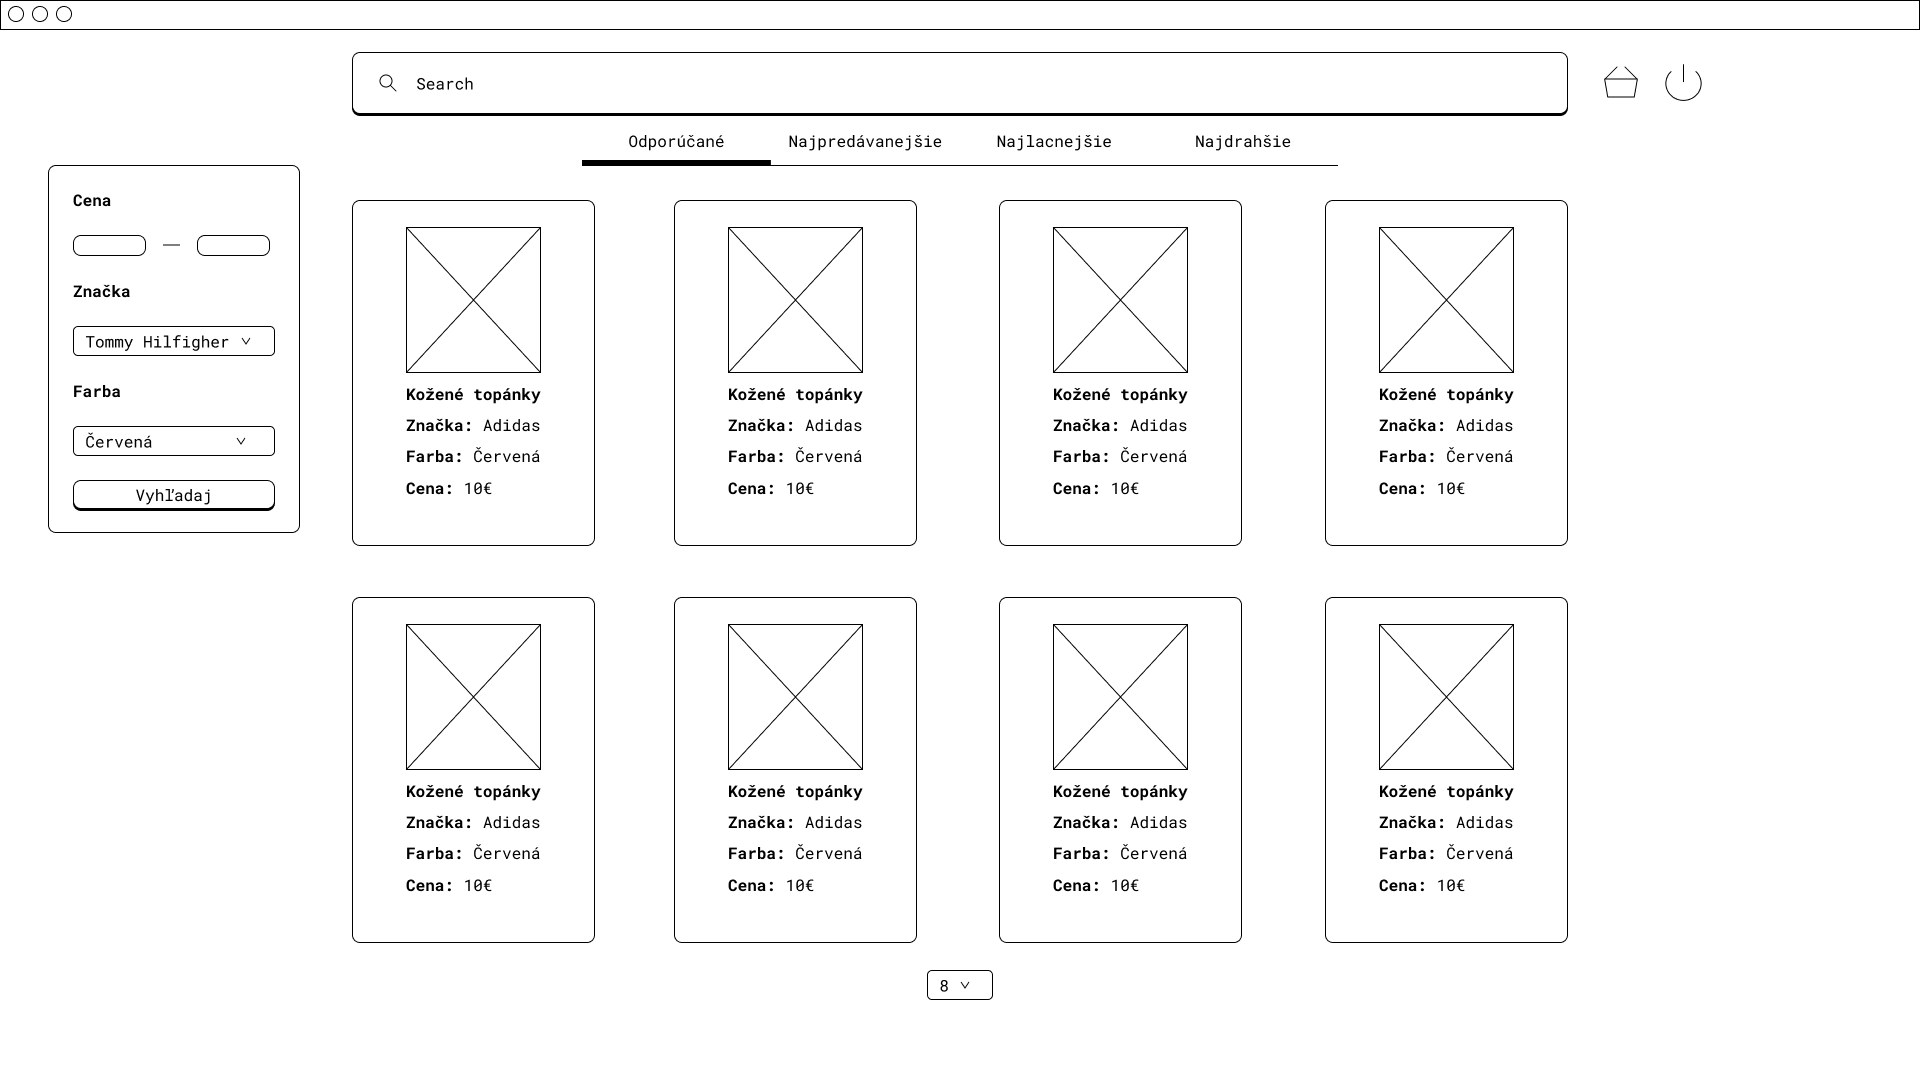 Search
Odporúčané Najpredávanejšie Najlacnejšie Najdrahšie
Cena
—
Značka
Tommy Hilfigher
Farba
Červená
Vyhľadaj
Kožené topánky
Značka: Adidas
Farba: Červená
Cena: 10€
Kožené topánky
Značka: Adidas
Farba: Červená
Cena: 10€
Kožené topánky
Značka: Adidas
Farba: Červená
Cena: 10€
Kožené topánky
Značka: Adidas
Farba: Červená
Cena: 10€
Kožené topánky
Značka: Adidas
Farba: Červená
Cena: 10€
Kožené topánky
Značka: Adidas
Farba: Červená
Cena: 10€
Kožené topánky
Značka: Adidas
Farba: Červená
Cena: 10€
Kožené topánky
Značka: Adidas
Farba: Červená
Cena: 10€
8